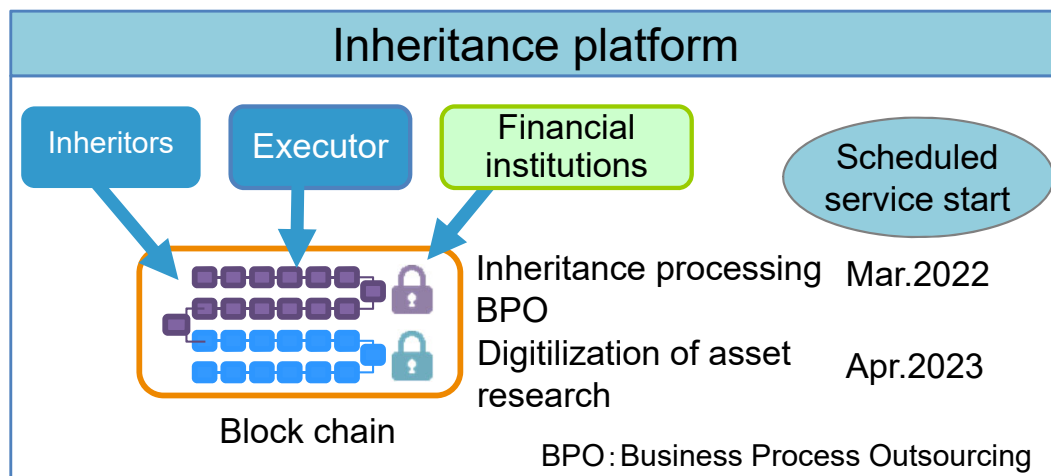 Inheritance platform
Inheritors
Executor
Financial
institutions
Scheduled
service start
Inheritance processing
BPO
Mar.2022
Digitilization of asset
research
Apr.2023
Block chain
BPO：Business Process Outsourcing